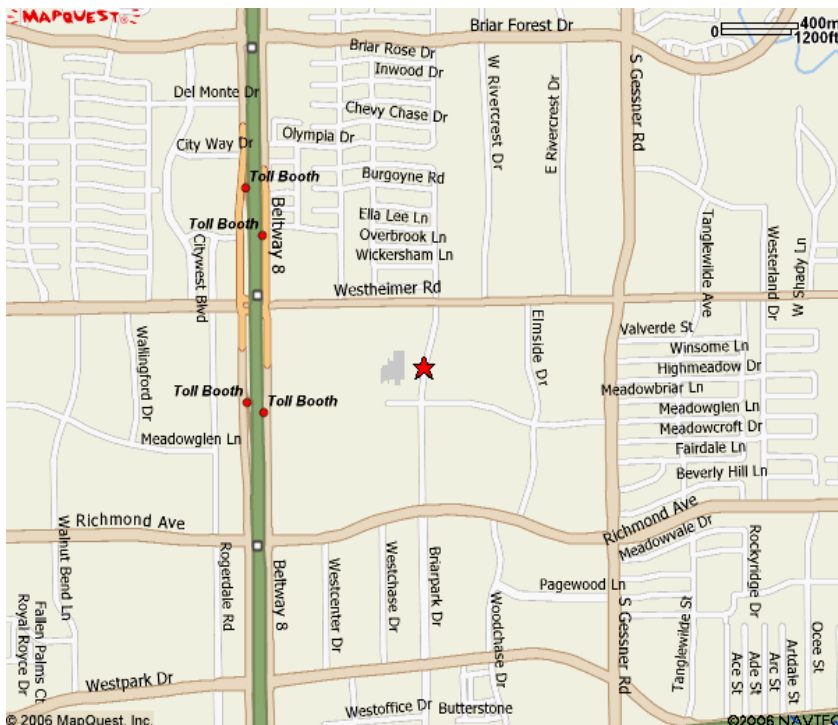 MAPQUEST
Briar Forest Dr
0
400m
1200ft
Briar Rose Dr
Inwood Dr
Del Monte Dr
W Rivercrest Dr
E Rivercrest Dr
S Gessner Rd
Chevy Chase Dr
Olympia Dr
City Way Dr
Toll Booth
Burgoyne Rd
Toll Booth
Beltway 8
Ella Lee Ln
Overbrook Ln
Wickersham Ln
Citywest Blvd
Tanglewilde Ave
Westerland Dr
W Shady Ln
Westheimer Rd
Wallingford Dr
Elmside Dr
Valverde St
Winsome Ln
Highmeadow Dr
Meadowbriar Ln
Toll Booth
Toll Booth
Meadowglen Ln
Meadowcroft Dr
Meadowglen Ln
Fairdale Ln
Beverly Hill Ln
Richmond Ave
Richmond Ave
Meadowvale Dr
Walnut Bend Ln
Rogerdale Rd
Beltway 8
Westcenter Dr
Westchase Dr
Briarpark Dr
Woodchase Dr
Pagewood Ln
S Gessner Rd
Tanglewilde St
Rockyridge Dr
Ocee St
Fallen Palms Ct
Royal Royce Dr
Ace St
Ade St
Arc St
Artdale St
Westpark Dr
Westoffice Dr
Butterstone
© 2006 MapQuest, Inc.
©2006 NAVTEQ